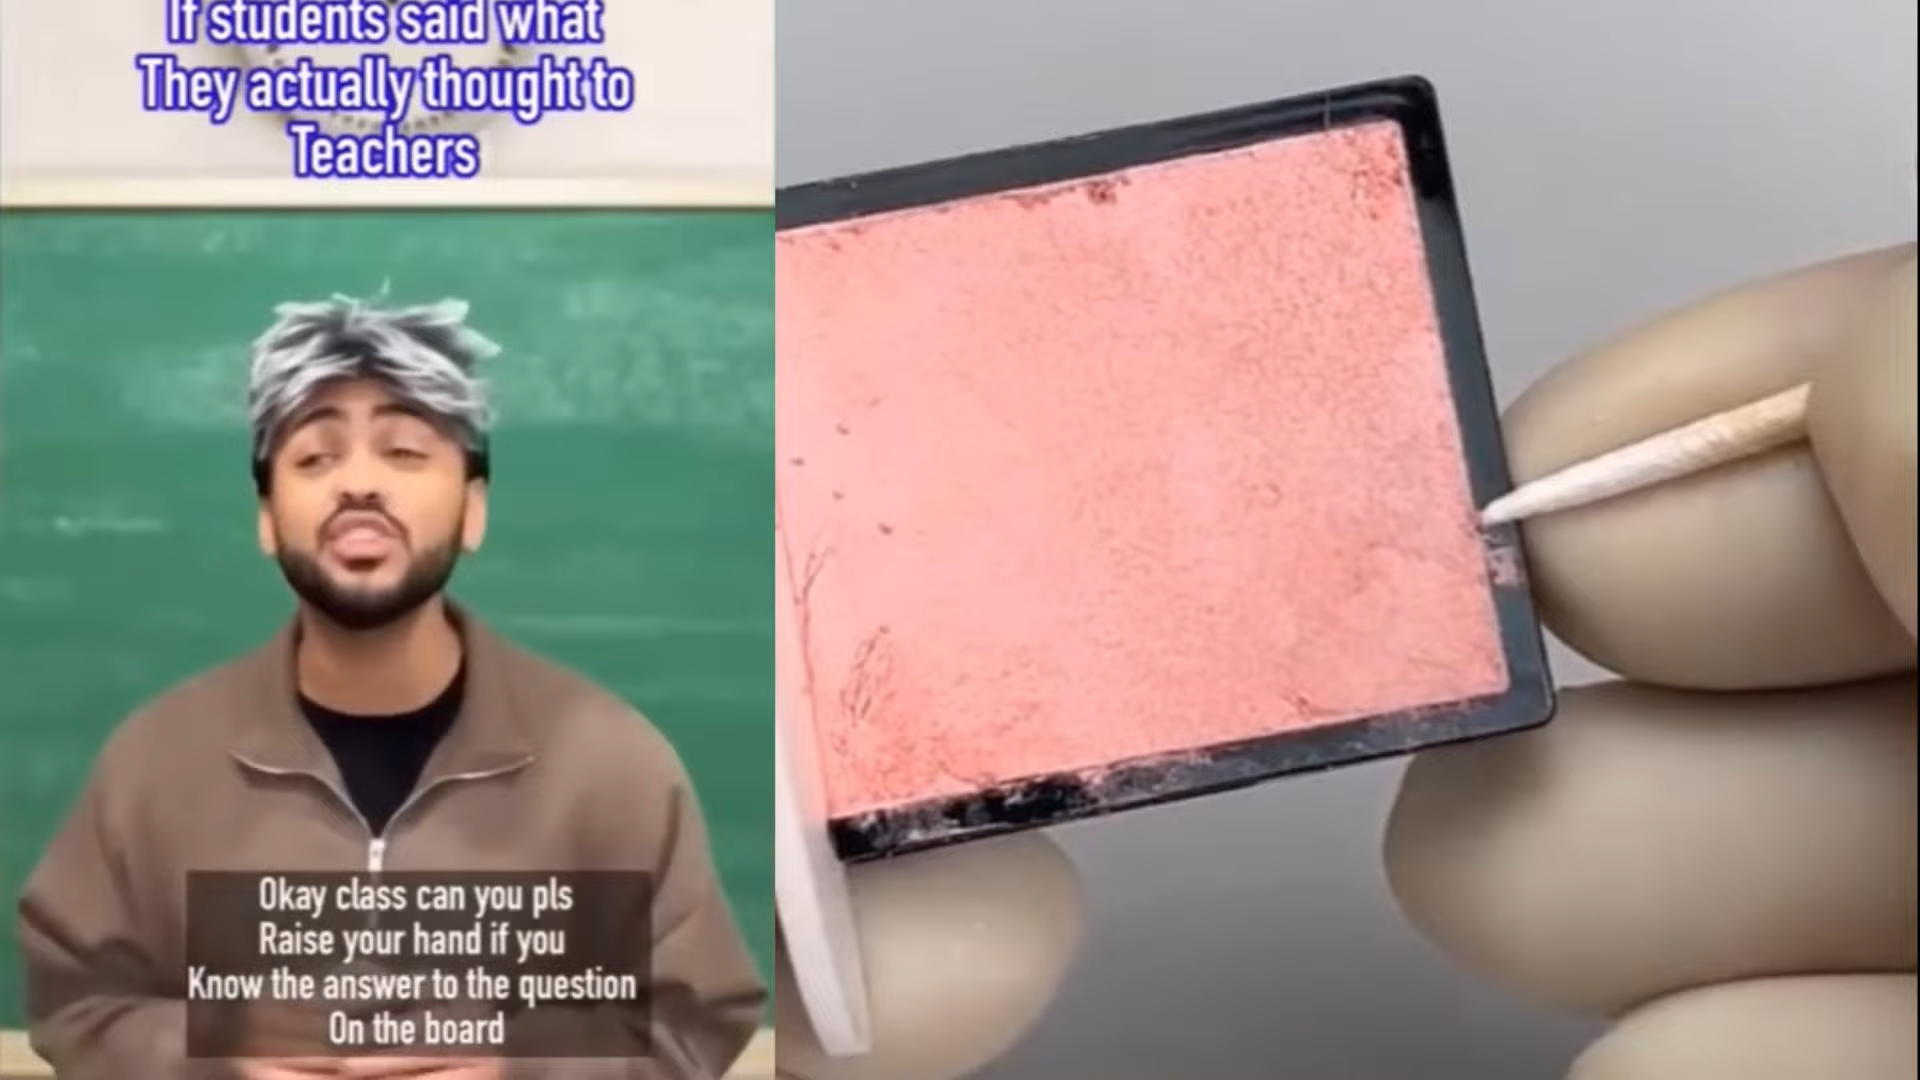 If students said what
They actually thought to
Teachers
Okay class can you pls
Raise your hand if you
Know the answer to the question
On the board